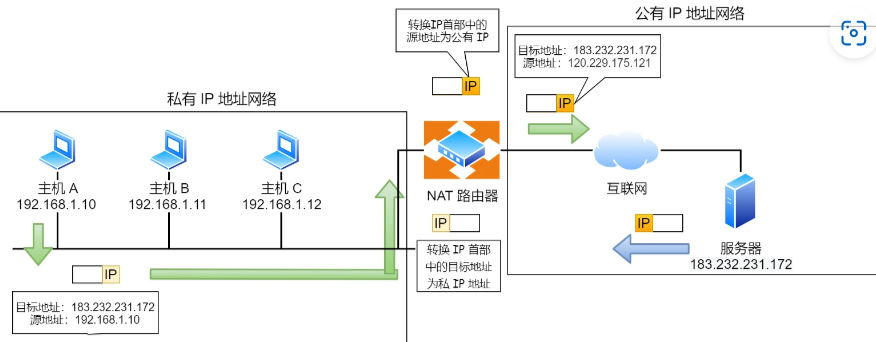 公有 IP 地址网络
转换IP首部中的
源地址为公有 IP
目标地址：183.232.231.172
源地址：120.229.175.121
IP
IP
私有 IP 地址网络
主机 A
192.168.1.10
主机 B
192.168.1.11
主机 C
192.168.1.12
NAT 路由器
互联网
IP
IP
服务器
183.232.231.172
转换 IP 首部
中的目标地址
为私 IP 地址
IP
目标地址：183.232.231.172
源地址：192.168.1.10